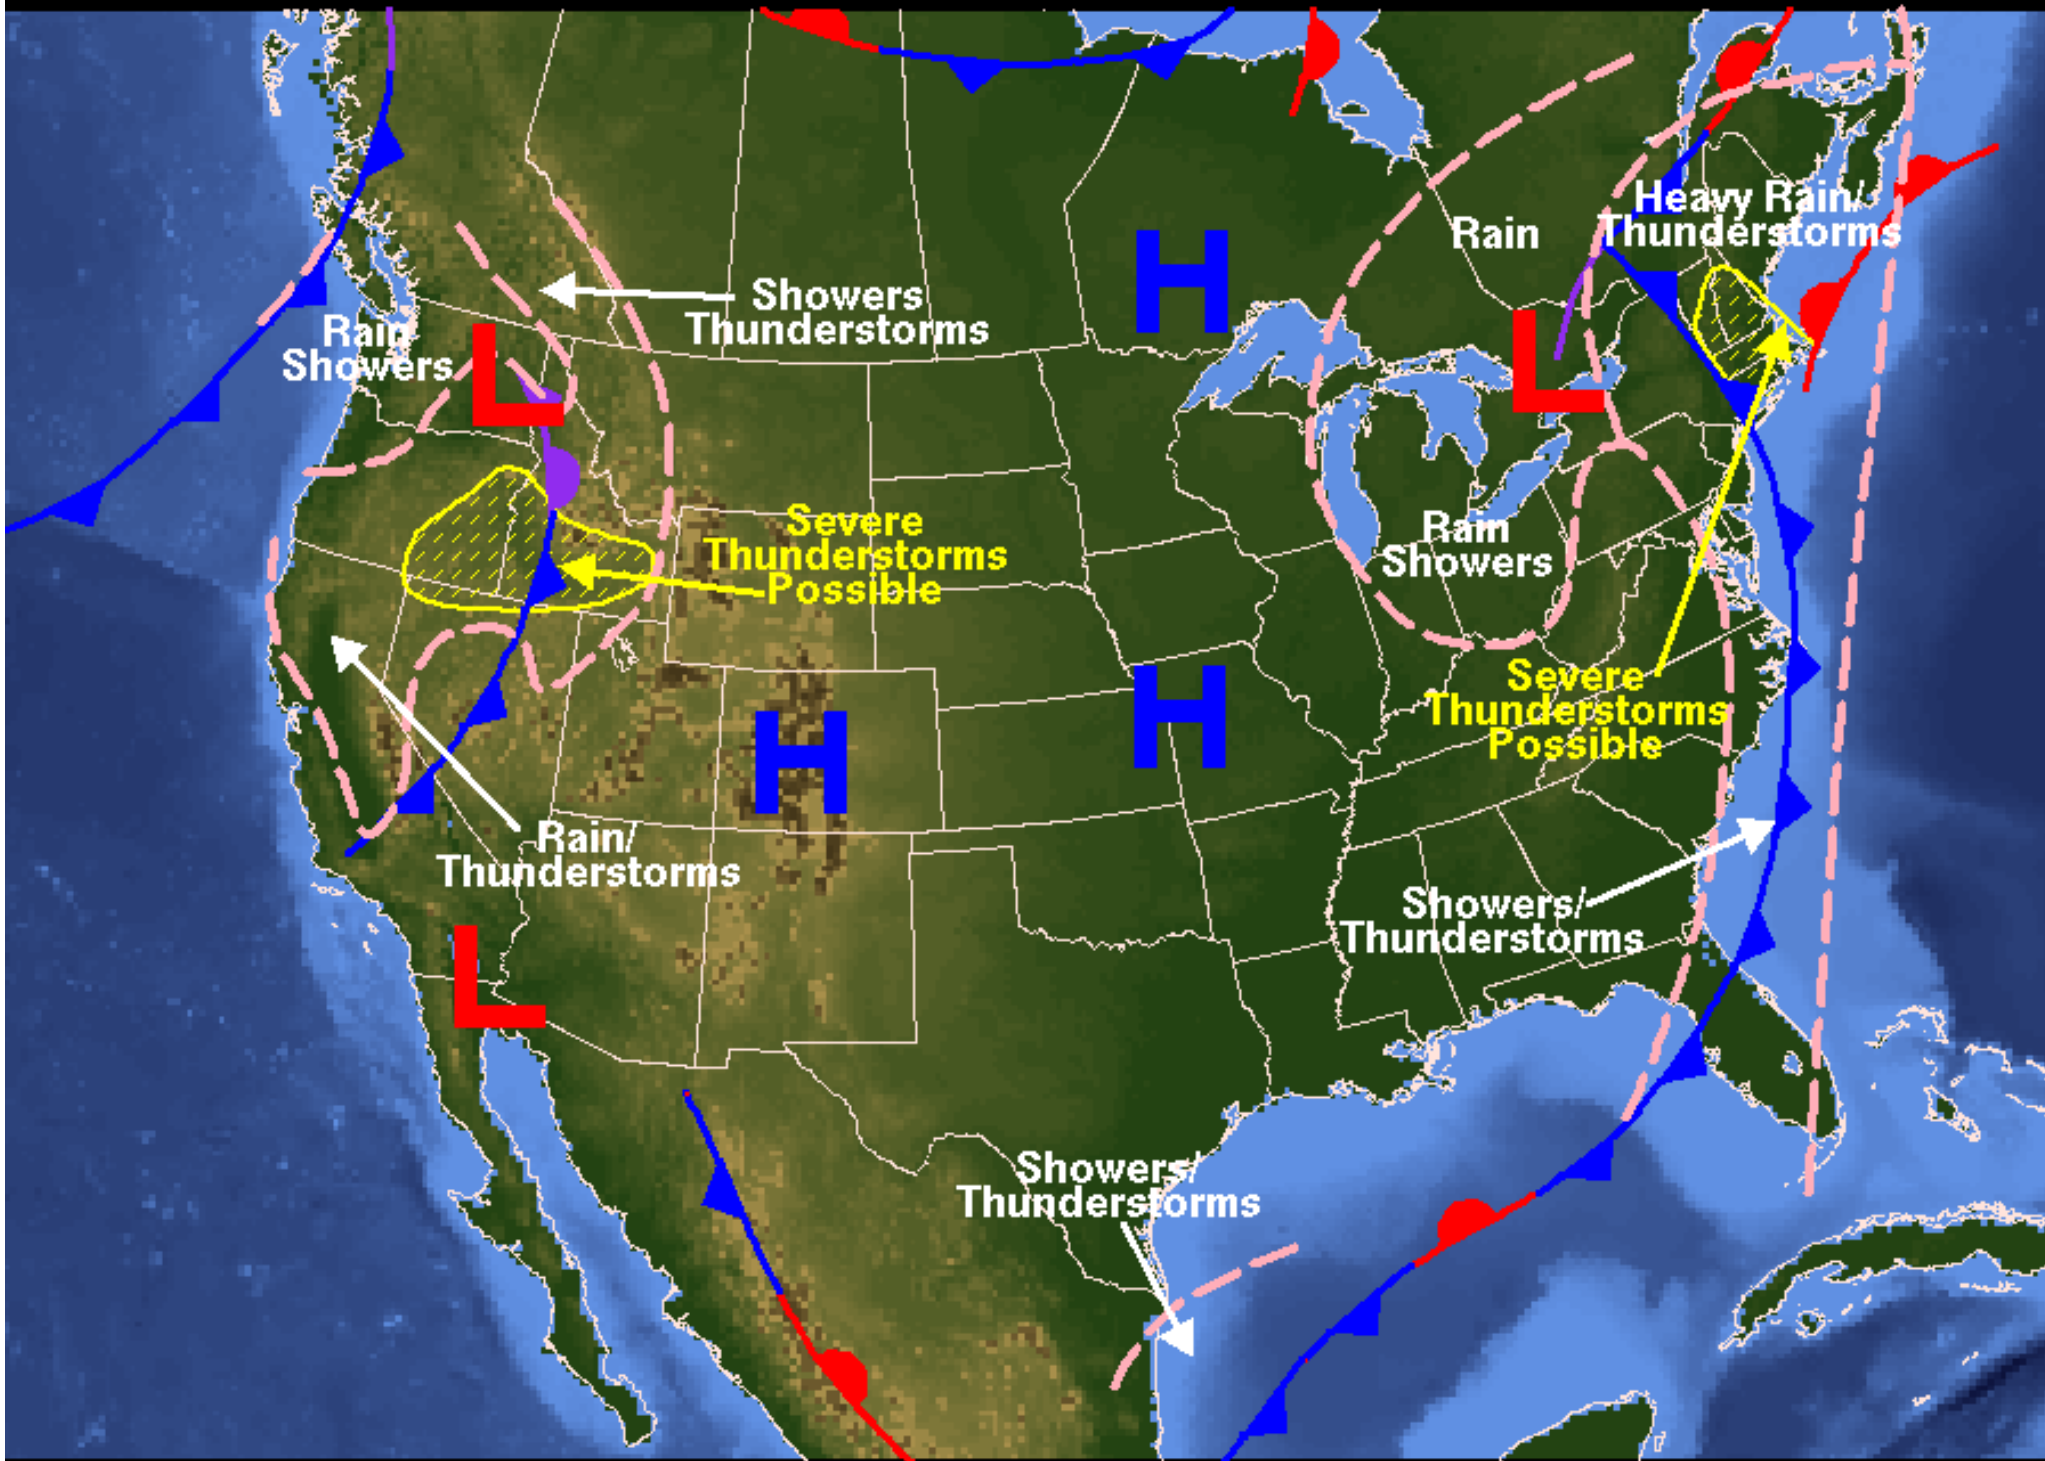 Heavy Rain/
Thunderstorms
Rain
H
Showers
Thunderstorms
Rain
Showers
L
L
Severe
Thunderstorms
Possible
Rain
Showers
Severe
Thunderstorms
Possible
H
H
Rain/
Thunderstorms
Showers/
Thunderstorms
L
Showers/
Thunderstorms